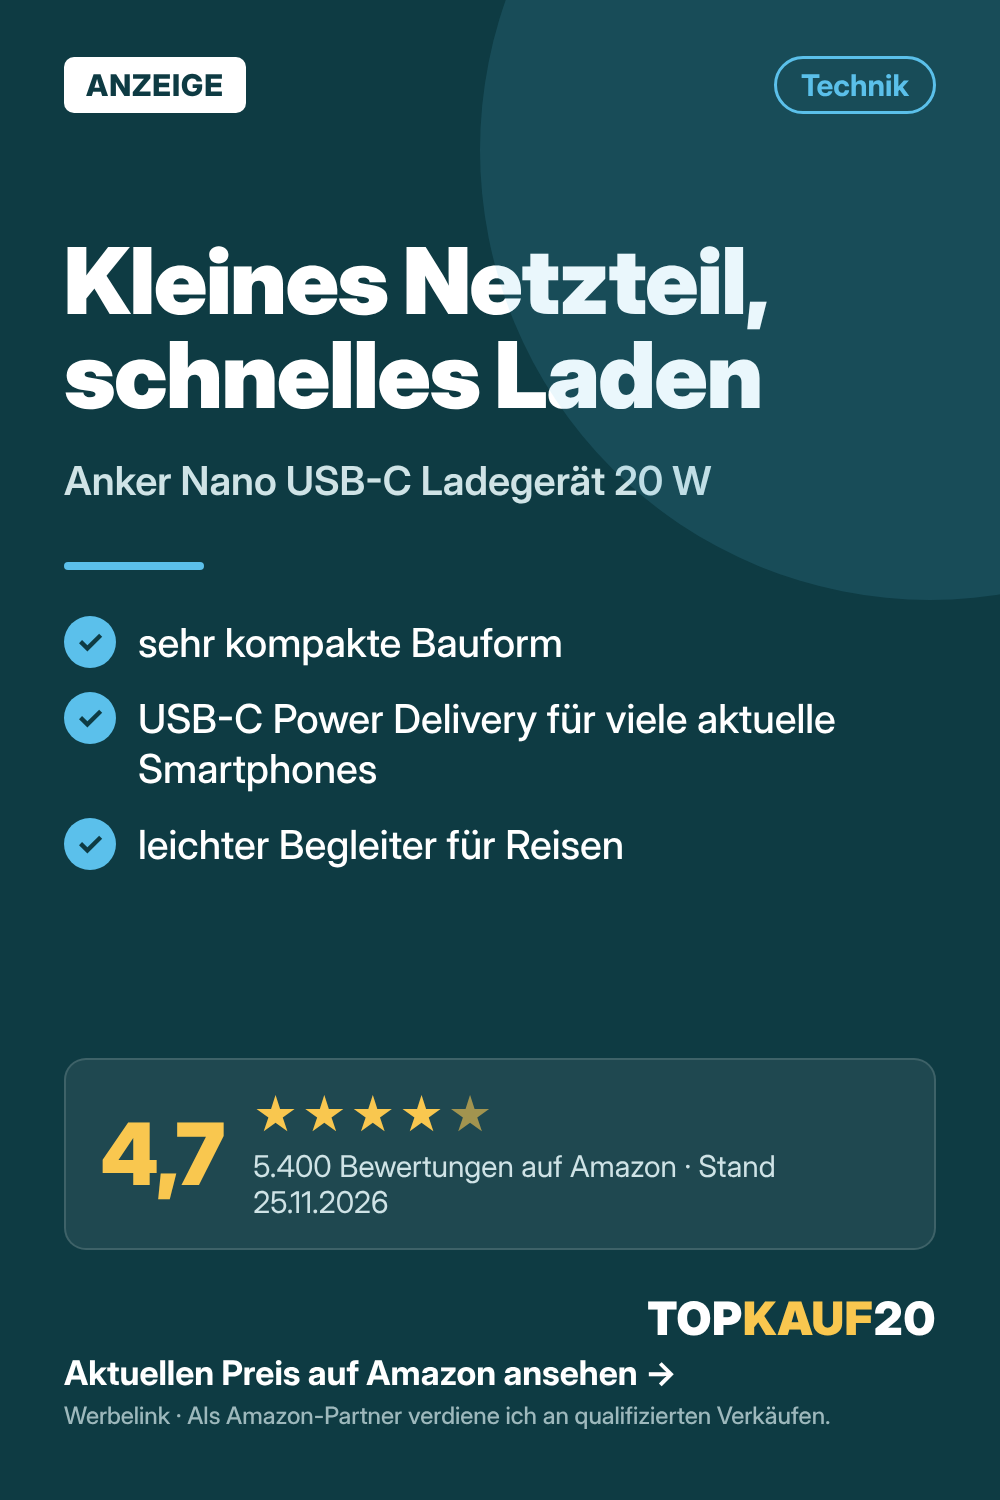 ANZEIGE
Technik
Kleines Netzteil,
schnelles Laden
Anker Nano USB-C Ladegerät 20 W
sehr kompakte Bauform
USB-C Power Delivery für viele aktuelle
Smartphones
leichter Begleiter für Reisen
4,7
5.400 Bewertungen auf Amazon · Stand
25.11.2026
TOPKAUF20
Aktuellen Preis auf Amazon ansehen →
Werbelink · Als Amazon-Partner verdiene ich an qualifizierten Verkäufen.